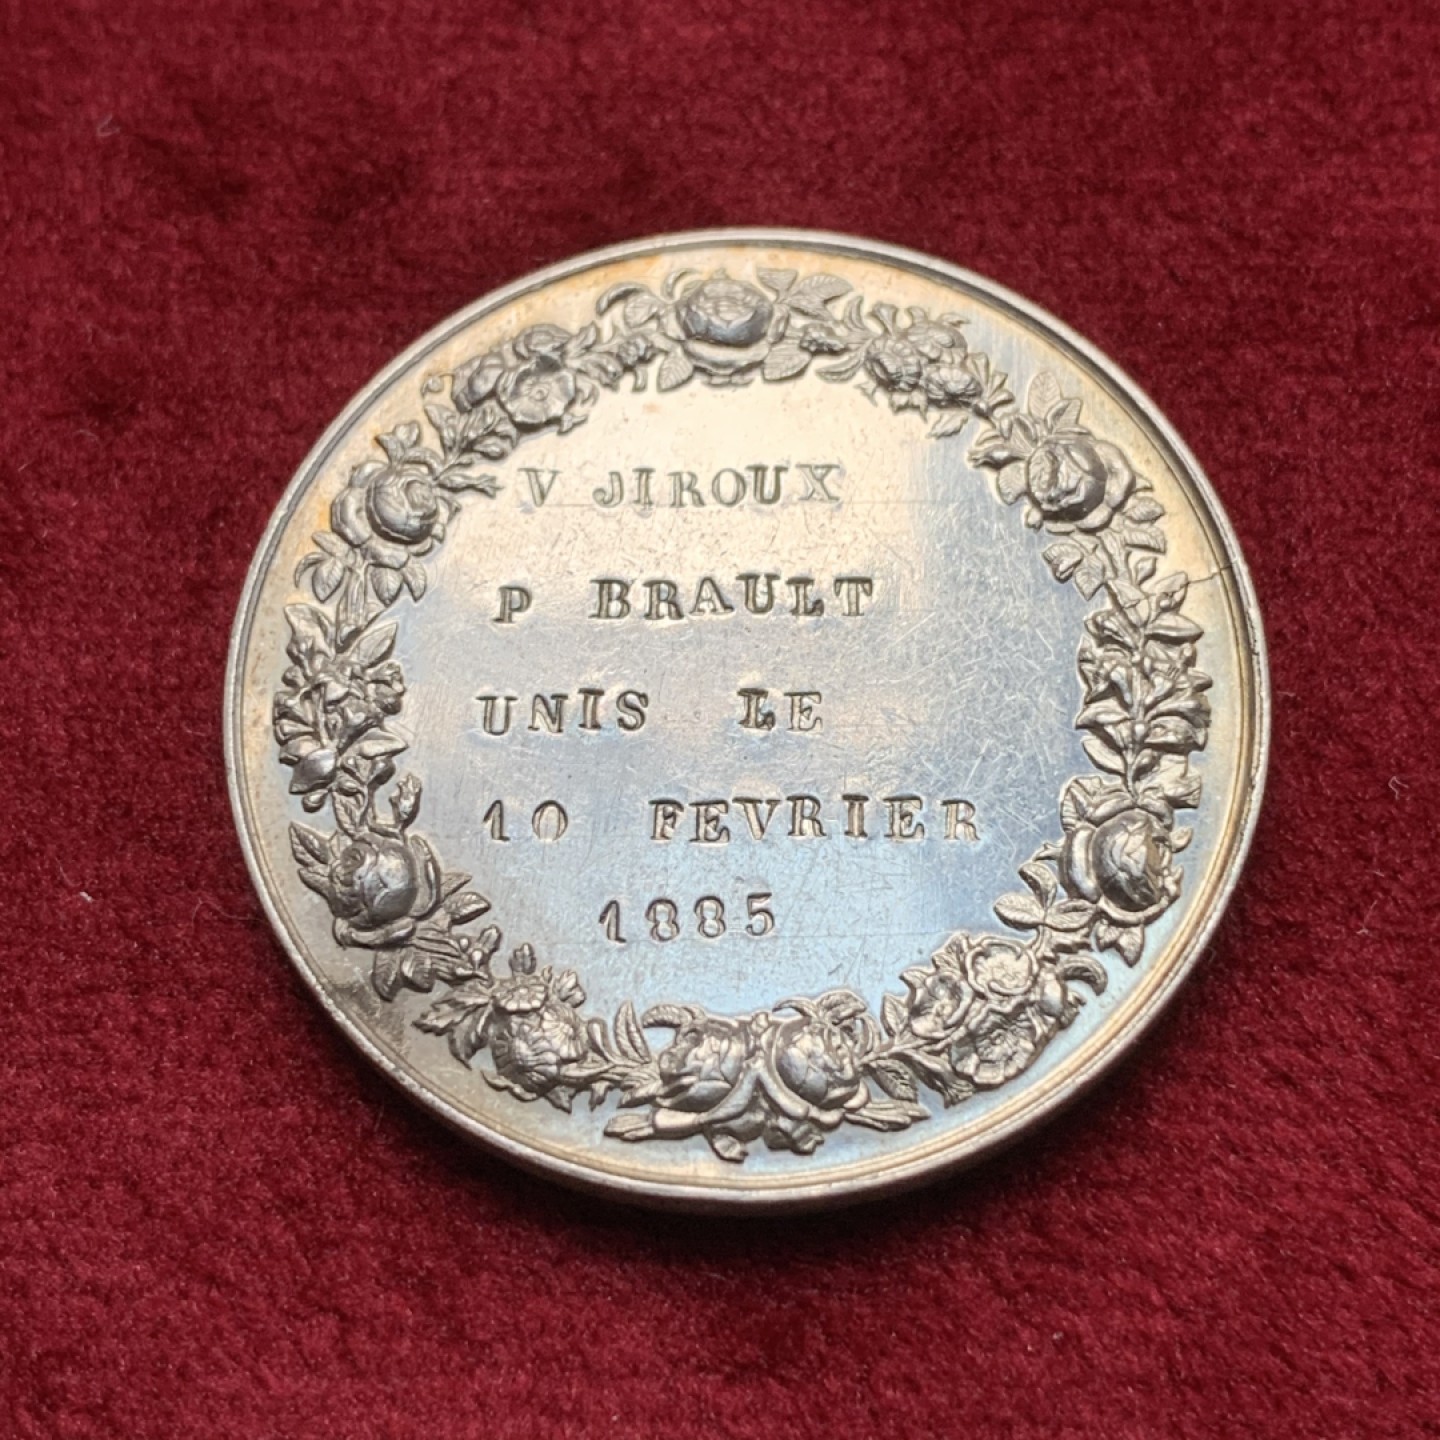 V JIROUX
P BRAULT
UNIS LE
10 FEVRIER
1885